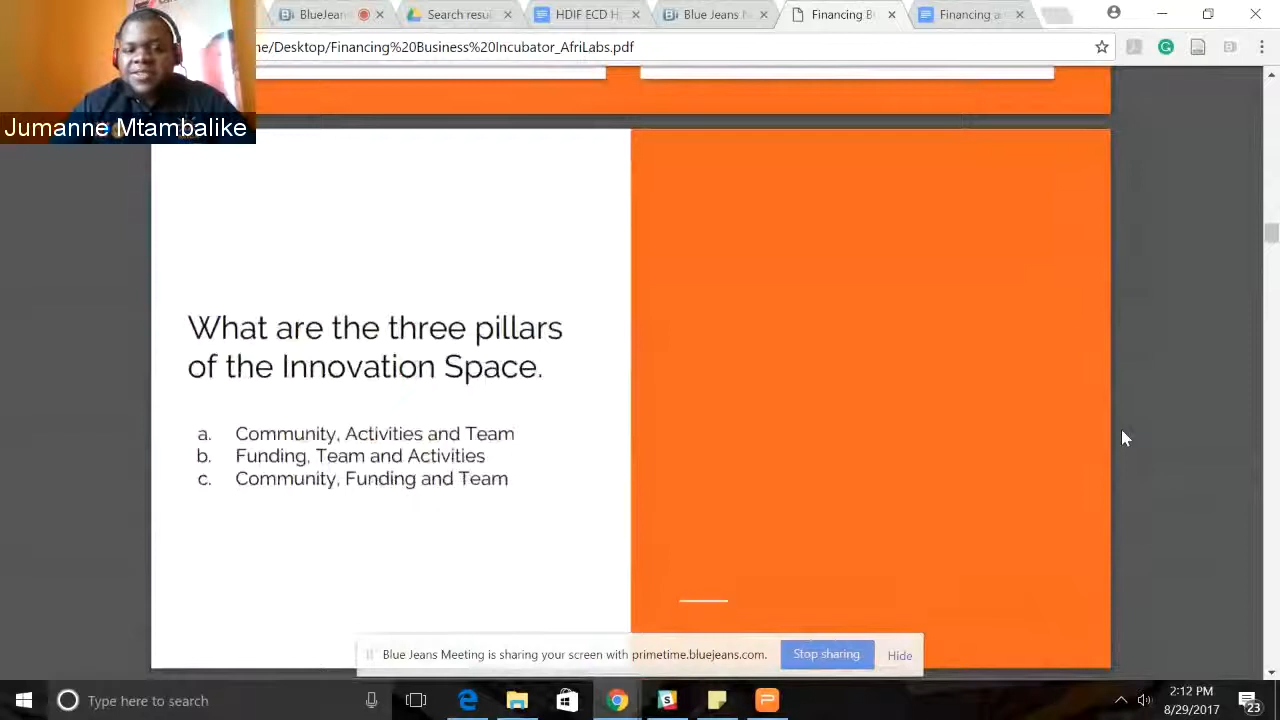 BlueJean
Search resul
HDIF ECD H
Blue Jeans
Financing B
Financing a
ne/Desktop/Financing%20Business%20Incubator_AfriLabs.pdf
Jumanne Mtambalike
What are the three pillars
of the Innovation Space.
a. Community, Activities and Team
b. Funding, Team and Activities
c. Community, Funding and Team
Blue Jeans Meeting is sharing your screen with primetime.bluejeans.com.
Stop sharing
Hide
Type here to search
2:12 PM
8/29/2017
23